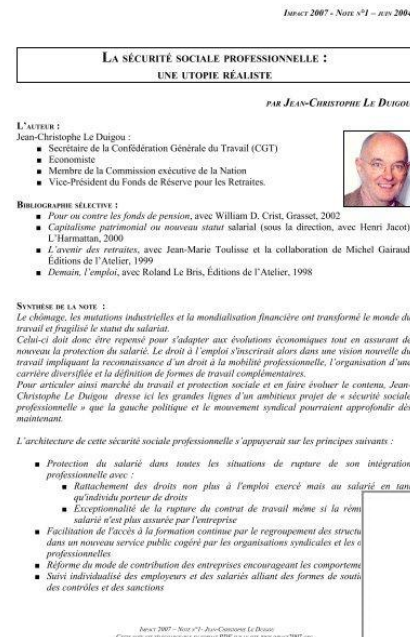 IMPACT 2007 - NOTE N°1 – JUIN 2004
LA SÉCURITÉ SOCIALE PROFESSIONNELLE :
UNE UTOPIE RÉALISTE
PAR JEAN-CHRISTOPHE LE DUIGOU
L'AUTEUR :
Jean-Christophe Le Duigou :
■ Secrétaire de la Confédération Générale du Travail (CGT)
■ Economiste
■ Membre de la Commission exécutive de la Nation
■ Vice-Président du Fonds de Réserve pour les Retraites.
BIBLIOGRAPHIE SÉLECTIVE :
■ Pour ou contre les fonds de pension, avec William D. Crist, Grasset, 2002
■ Capitalisme patrimonial ou nouveau statut salarial (sous la direction, avec Henri Jacot)
L'Harmattan, 2000
■ L'avenir des retraites, avec Jean-Marie Toulisse et la collaboration de Michel Gairaud
Éditions de l'Atelier, 1999
■ Demain, l'emploi, avec Roland Le Bris, Éditions de l'Atelier, 1998
SYNTHÈSE DE LA NOTE :
Le chômage, les mutations industrielles et la mondialisation financière ont transformé le monde du
travail et fragilisé le statut du salariat.
Celui-ci doit donc être repensé pour s'adapter aux évolutions économiques tout en assurant de
nouveau la protection du salarié. Le droit à l'emploi s'inscrirait alors dans une vision nouvelle du
travail impliquant la reconnaissance d'un droit à la mobilité professionnelle, l'organisation d'une
carrière diversifiée et la définition de formes de travail complémentaires.
Pour articuler ainsi marché du travail et protection sociale et en faire évoluer le contenu, Jean-
Christophe Le Duigou dresse ici les grandes lignes d'un ambitieux projet de « sécurité sociale
professionnelle » que la gauche politique et le mouvement syndical pourraient approfondir dès
maintenant.
L'architecture de cette sécurité sociale professionnelle s'appuyerait sur les principes suivants :
■ Protection du salarié dans toutes les situations de rupture de son intégration
professionnelle avec :
■ Rattachement des droits non plus à l'emploi exercé mais au salarié en tant
qu'individu porteur de droits
■ Exceptionnalité de la rupture du contrat de travail même si la rém
salarié n'est plus assurée par l'entreprise
■ Facilitation de l'accès à la formation continue par le regroupement des structu
dans un nouveau service public cogéré par les organisations syndicales et les o
professionnelles
■ Réforme du mode de contribution des entreprises encourageant les comporteme
■ Suivi individualisé des employeurs et des salariés alliant des formes de souti
des contrôles et des sanctions
IMPACT 2007 – NOTE N°1- JEAN-CHRISTOPHE LE DUIGOU